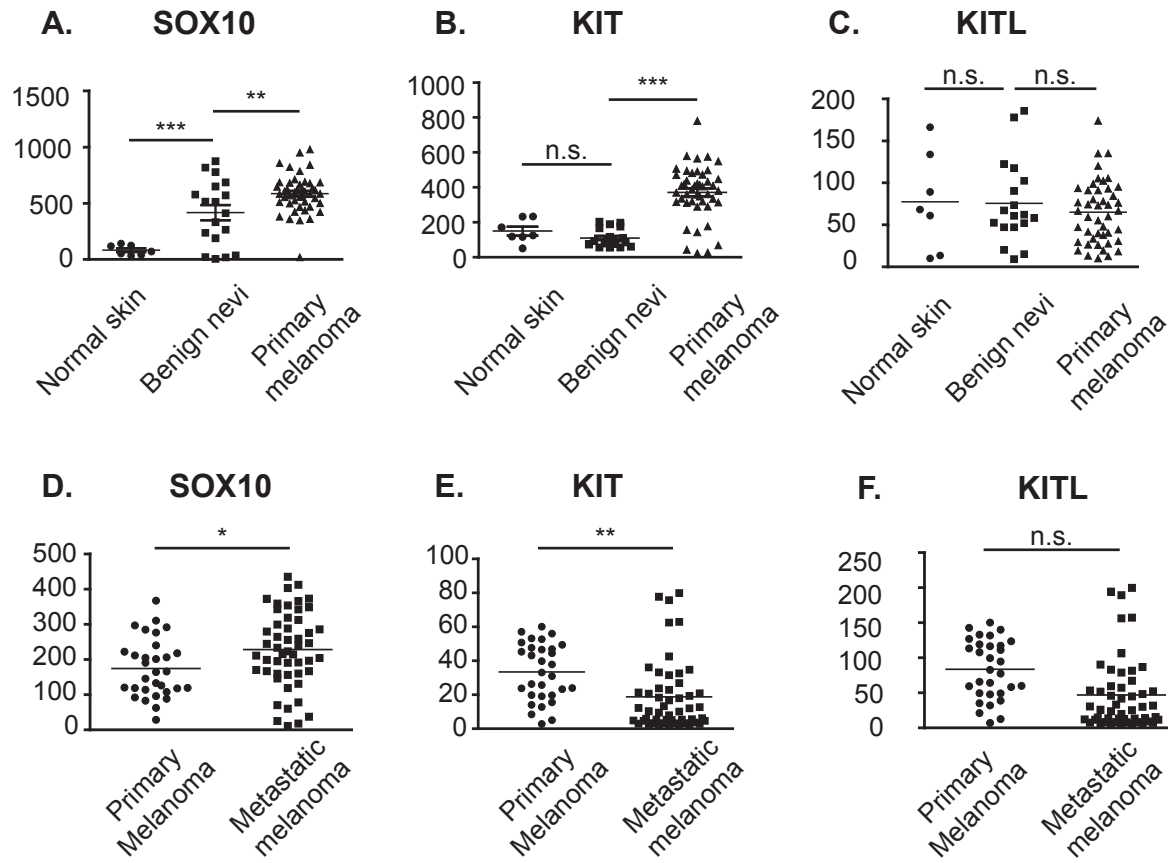 A. SOX10
B. KIT
C. KITL
1500
1000
500
0
***
**
Normal skin
Benign nevi
Primary
melanoma
1000
800
600
400
200
0
n.s.
***
Normal skin
Benign nevi
Primary
melanoma
200
150
100
50
0
n.s.
n.s.
Normal skin
Benign nevi
Primary
melanoma
D. SOX10
E. KIT
F. KITL
500
400
300
200
100
0
*
Primary
Melanoma
Metastatic
melanoma
100
80
60
40
20
0
**
Primary
Melanoma
Metastatic
melanoma
250
200
150
100
50
0
n.s.
Primary
Melanoma
Metastatic
melanoma